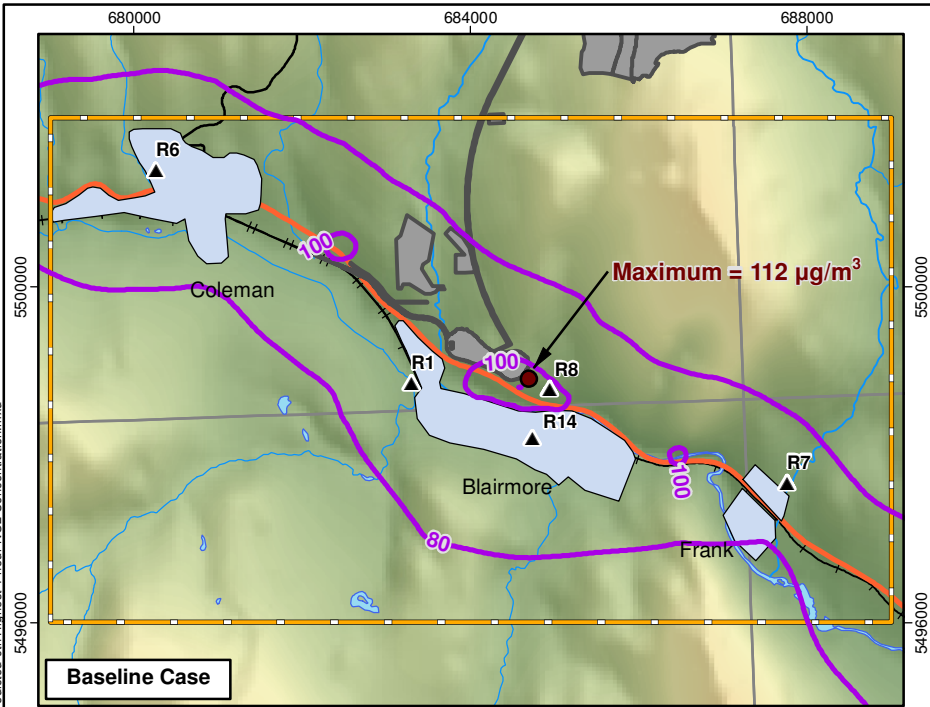 680000
684000
688000
R6
100
Coleman
Maximum = 112 µg/m³
5500000
5500000
100
R8
R1
R14
Blairmore
100
R7
80
Frank
5496000
5496000
Baseline Case